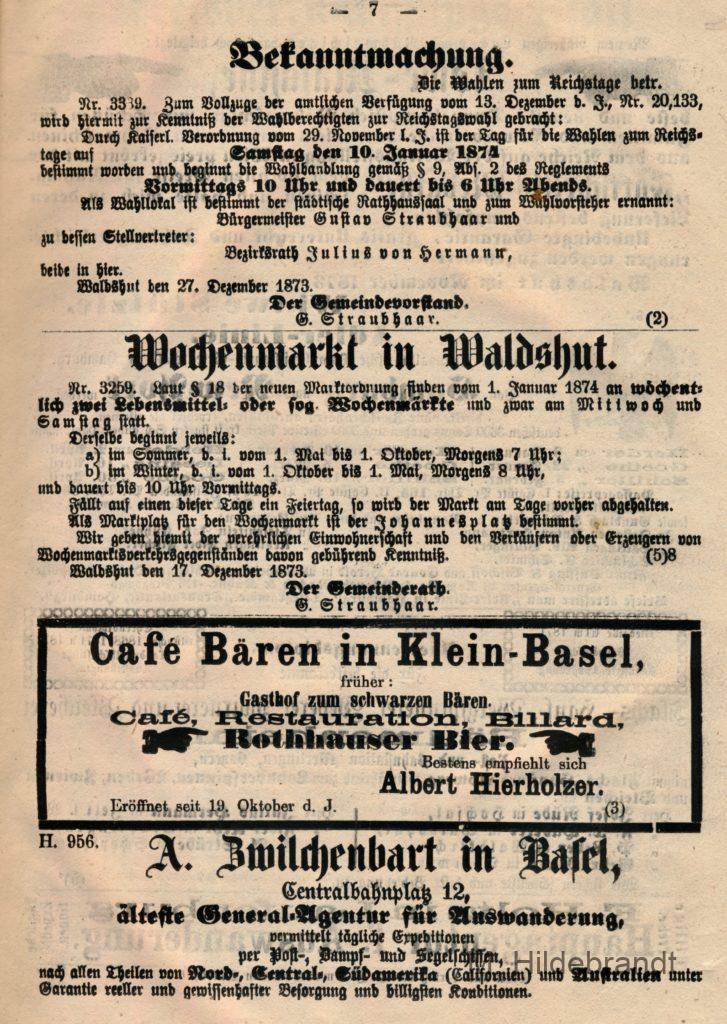 — 7 —
Bekanntmachung.
Die Wahlen zum Reichstage betr.
Nr. 3339. Zum Vollzuge der amtlichen Verfügung vom 13. Dezember d. J., Nr. 20,133,
wird hiermit zur Kenntniß der Wahlberechtigten zur Reichstagswahl gebracht:
Durch Kaiserl. Verordnung vom 29. November l. J. ist der Tag für die Wahlen zum Reichs-
tage auf Samstag den 10. Januar 1874
bestimmt worden und beginnt die Wahlhandlung gemäß § 9, Abs. 2 des Reglements
Vormittags 10 Uhr und dauert bis 6 Uhr Abends.
Als Wahllokal ist bestimmt der städtische Rathhaussaal und zum Wahlvorsteher ernannt:
Bürgermeister Gustav Straubhaar und
zu dessen Stellvertreter:
Bezirksrath Julius von Hermann,
beide in hier.
Waldshut den 27. Dezember 1873.
Der Gemeindevorstand.
G. Straubhaar. (2)
Wochenmarkt in Waldshut.
Nr. 3259. Laut § 18 der neuen Marktordnung finden vom 1. Januar 1874 an wöchent-
lich zwei Lebensmittel- oder sog. Wochenmärkte und zwar am Mittwoch und
Samstag statt.
Derselbe beginnt jeweils:
a) im Sommer, d. i. vom 1. Mai bis 1. Oktober, Morgens 7 Uhr;
b) im Winter, d. i. vom 1. Oktober bis 1. Mai, Morgens 8 Uhr,
und dauert bis 10 Uhr Vormittags.
Fällt auf einen dieser Tage ein Feiertag, so wird der Markt am Tage vorher abgehalten.
Als Marktplatz für den Wochenmarkt ist der Johannesplatz bestimmt.
Wir geben hiemit der verehrlichen Einwohnerschaft und den Verkäufern oder Erzeugern von
Wochenmarktsverkehrsgegenständen davon gebührend Kenntniß. (5)8
Waldshut den 17. Dezember 1873.
Der Gemeinderath.
G. Straubhaar.
Café Bären in Klein-Basel,
früher:
Gasthof zum schwarzen Bären.
Café, Restauration, Billard,
Rothhauser Bier.
Bestens empfiehlt sich
Albert Hierholzer.
Eröffnet seit 19. Oktober d. J. (3)
H. 956.
A. Zwilchenbart in Basel,
Centralbahnplatz 12,
älteste General-Agentur für Auswanderung,
vermittelt tägliche Expeditionen
per Post-, Dampf- und Segelschiffen,
nach allen Theilen von Nord-, Central-, Südamerika (Californien) und Australien unter
Garantie reeller und gewissenhafter Besorgung und billigsten Konditionen.
Hildebrandt